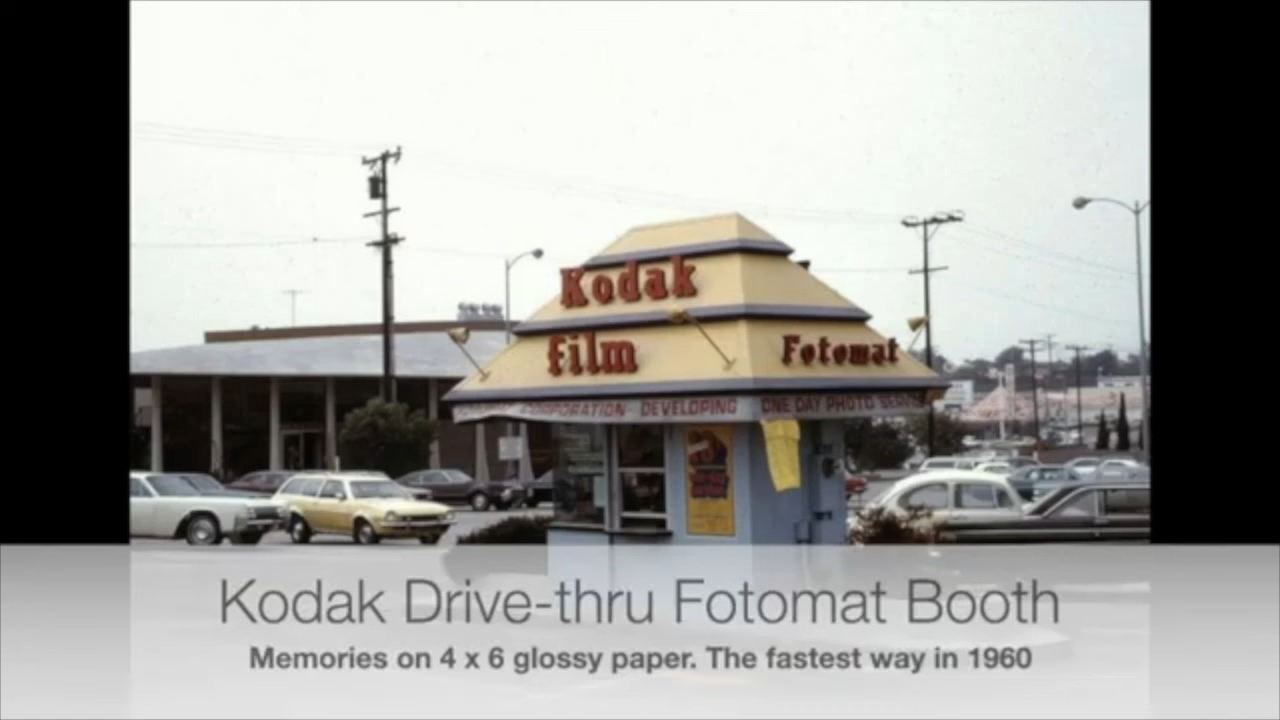 Kodak
film
Fotomat
CORPORATION DEVELOPING
ONE DAY PHOTO
Kodak Drive-thru Fotomat Booth
Memories on 4 x 6 glossy paper. The fastest way in 1960